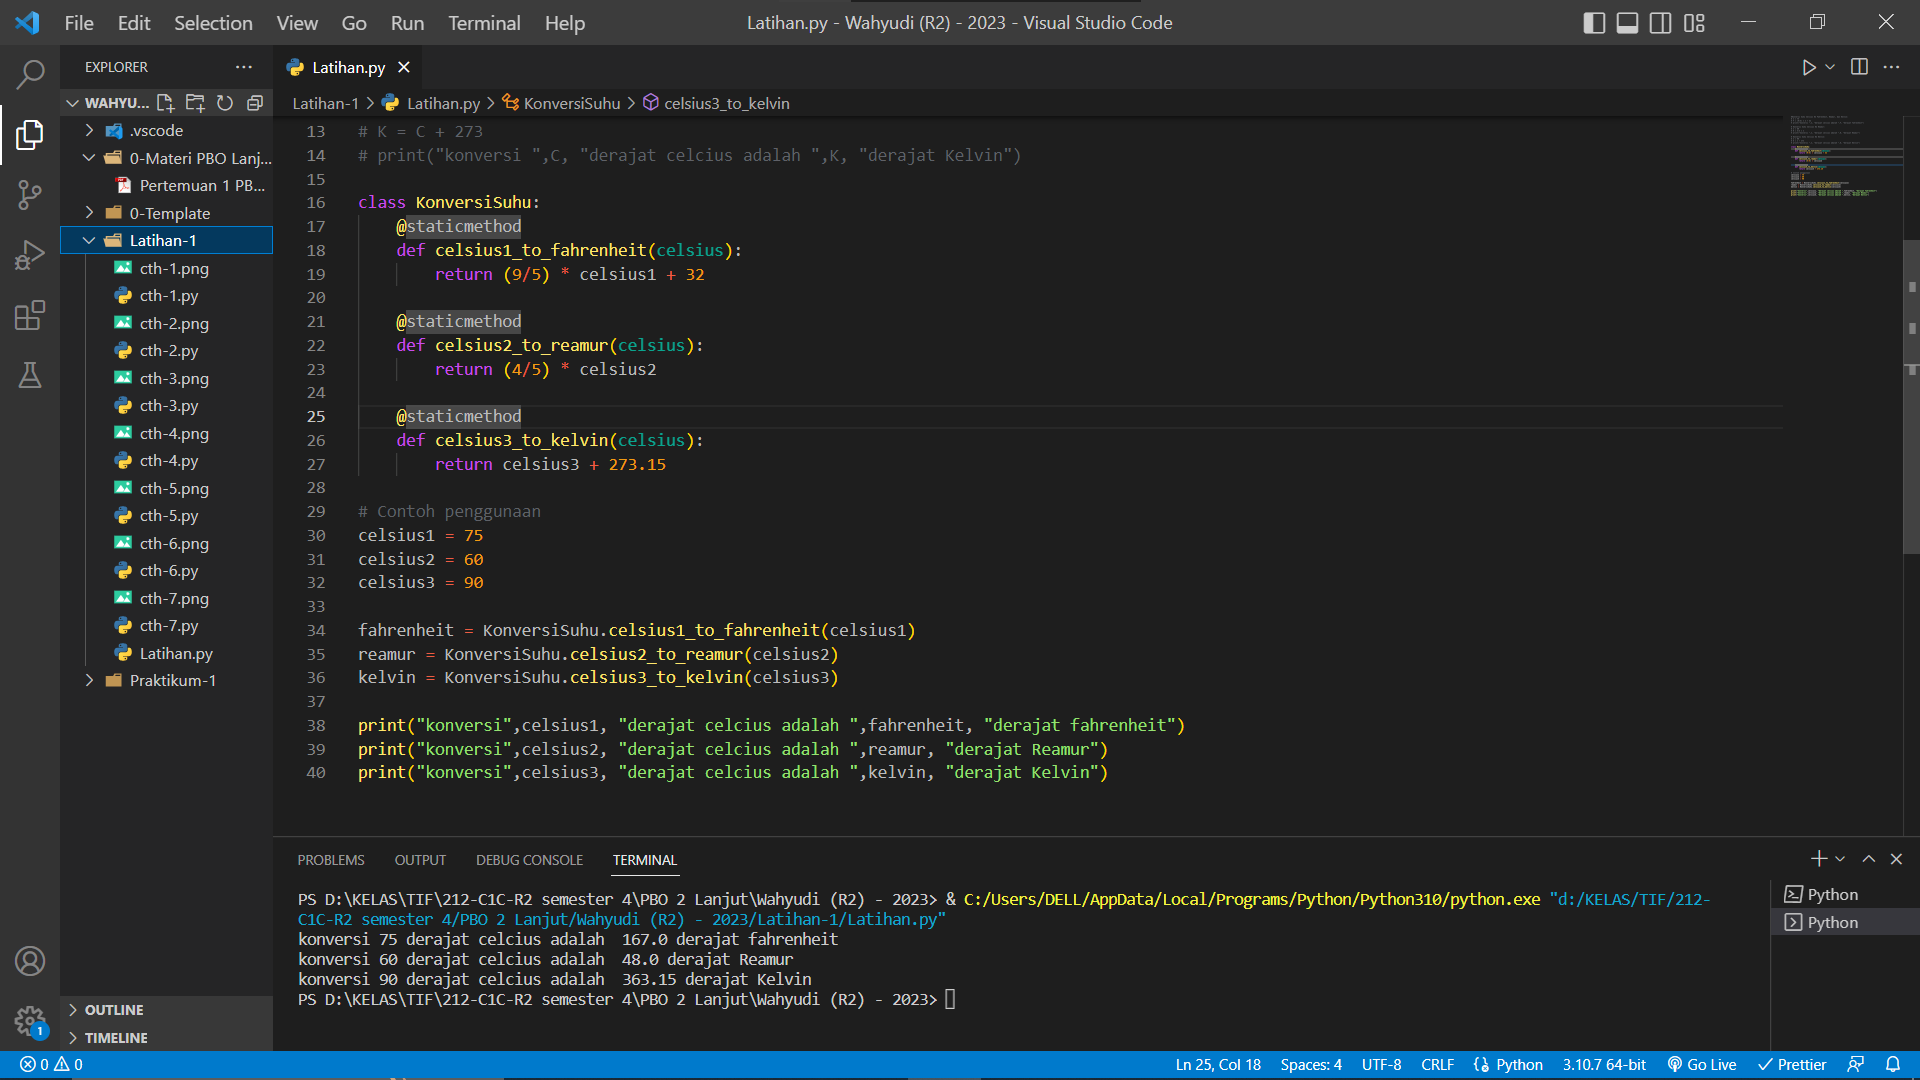 File Edit Selection View Go Run Terminal Help
Latihan.py - Wahyudi (R2) - 2023 - Visual Studio Code
EXPLORER
Latihan.py
WAHYU...
Latihan-1 > Latihan.py > KonversiSuhu > celsius3_to_kelvin
.vscode
0-Materi PBO Lanj...
Pertemuan 1 PB...
0-Template
Latihan-1
cth-1.png
cth-1.py
cth-2.png
cth-2.py
cth-3.png
cth-3.py
cth-4.png
cth-4.py
cth-5.png
cth-5.py
cth-6.png
cth-6.py
cth-7.png
cth-7.py
Latihan.py
Praktikum-1
OUTLINE
TIMELINE
13 # K = C + 273
14 # print("konversi ",C, "derajat celcius adalah ",K, "derajat Kelvin")
15
16 class KonversiSuhu:
17 @staticmethod
18 def celsius1_to_fahrenheit(celsius):
19 return (9/5) * celsius1 + 32
20
21 @staticmethod
22 def celsius2_to_reamur(celsius):
23 return (4/5) * celsius2
24
25 @staticmethod
26 def celsius3_to_kelvin(celsius):
27 return celsius3 + 273.15
28
29 # Contoh penggunaan
30 celsius1 = 75
31 celsius2 = 60
32 celsius3 = 90
33
34 fahrenheit = KonversiSuhu.celsius1_to_fahrenheit(celsius1)
35 reamur = KonversiSuhu.celsius2_to_reamur(celsius2)
36 kelvin = KonversiSuhu.celsius3_to_kelvin(celsius3)
37
38 print("konversi",celsius1, "derajat celcius adalah ",fahrenheit, "derajat fahrenheit")
39 print("konversi",celsius2, "derajat celcius adalah ",reamur, "derajat Reamur")
40 print("konversi",celsius3, "derajat celcius adalah ",kelvin, "derajat Kelvin")
PROBLEMS OUTPUT DEBUG CONSOLE TERMINAL
PS D:\KELAS\TIF\212-C1C-R2 semester 4\PBO 2 Lanjut\Wahyudi (R2) - 2023> & C:/Users/DELL/AppData/Local/Programs/Python/Python310/python.exe "d:/KELAS/TIF/212-
C1C-R2 semester 4/PBO 2 Lanjut/Wahyudi (R2) - 2023/Latihan-1/Latihan.py"
konversi 75 derajat celcius adalah  167.0 derajat fahrenheit
konversi 60 derajat celcius adalah  48.0 derajat Reamur
konversi 90 derajat celcius adalah  363.15 derajat Kelvin
PS D:\KELAS\TIF\212-C1C-R2 semester 4\PBO 2 Lanjut\Wahyudi (R2) - 2023>
Python
Python
1
0 0
Ln 25, Col 18 Spaces: 4 UTF-8 CRLF Python 3.10.7 64-bit Go Live Prettier